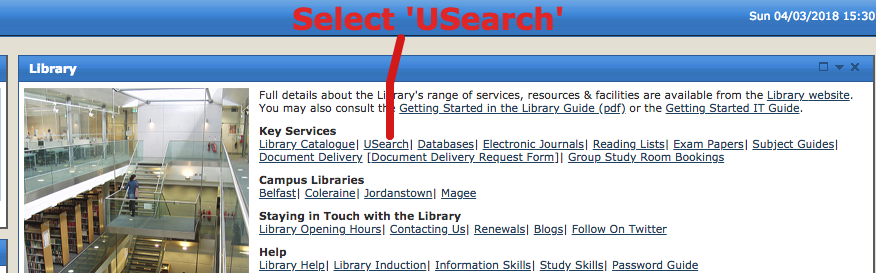 Select 'USearch'
Sun 04/03/2018 15:30
Library
Full details about the Library's range of services, resources & facilities are available from the Library website.
You may also consult the Getting Started in the Library Guide (pdf) or the Getting Started IT Guide.
Key Services
Library Catalogue| USearch| Databases| Electronic Journals| Reading Lists| Exam Papers| Subject Guides|
Document Delivery [Document Delivery Request Form]| Group Study Room Bookings
Campus Libraries
Belfast| Coleraine| Jordanstown| Magee
Staying in Touch with the Library
Library Opening Hours| Contacting Us| Renewals| Blogs| Follow On Twitter
Help
Library Help| Library Induction| Information Skills| Study Skills| Password Guide